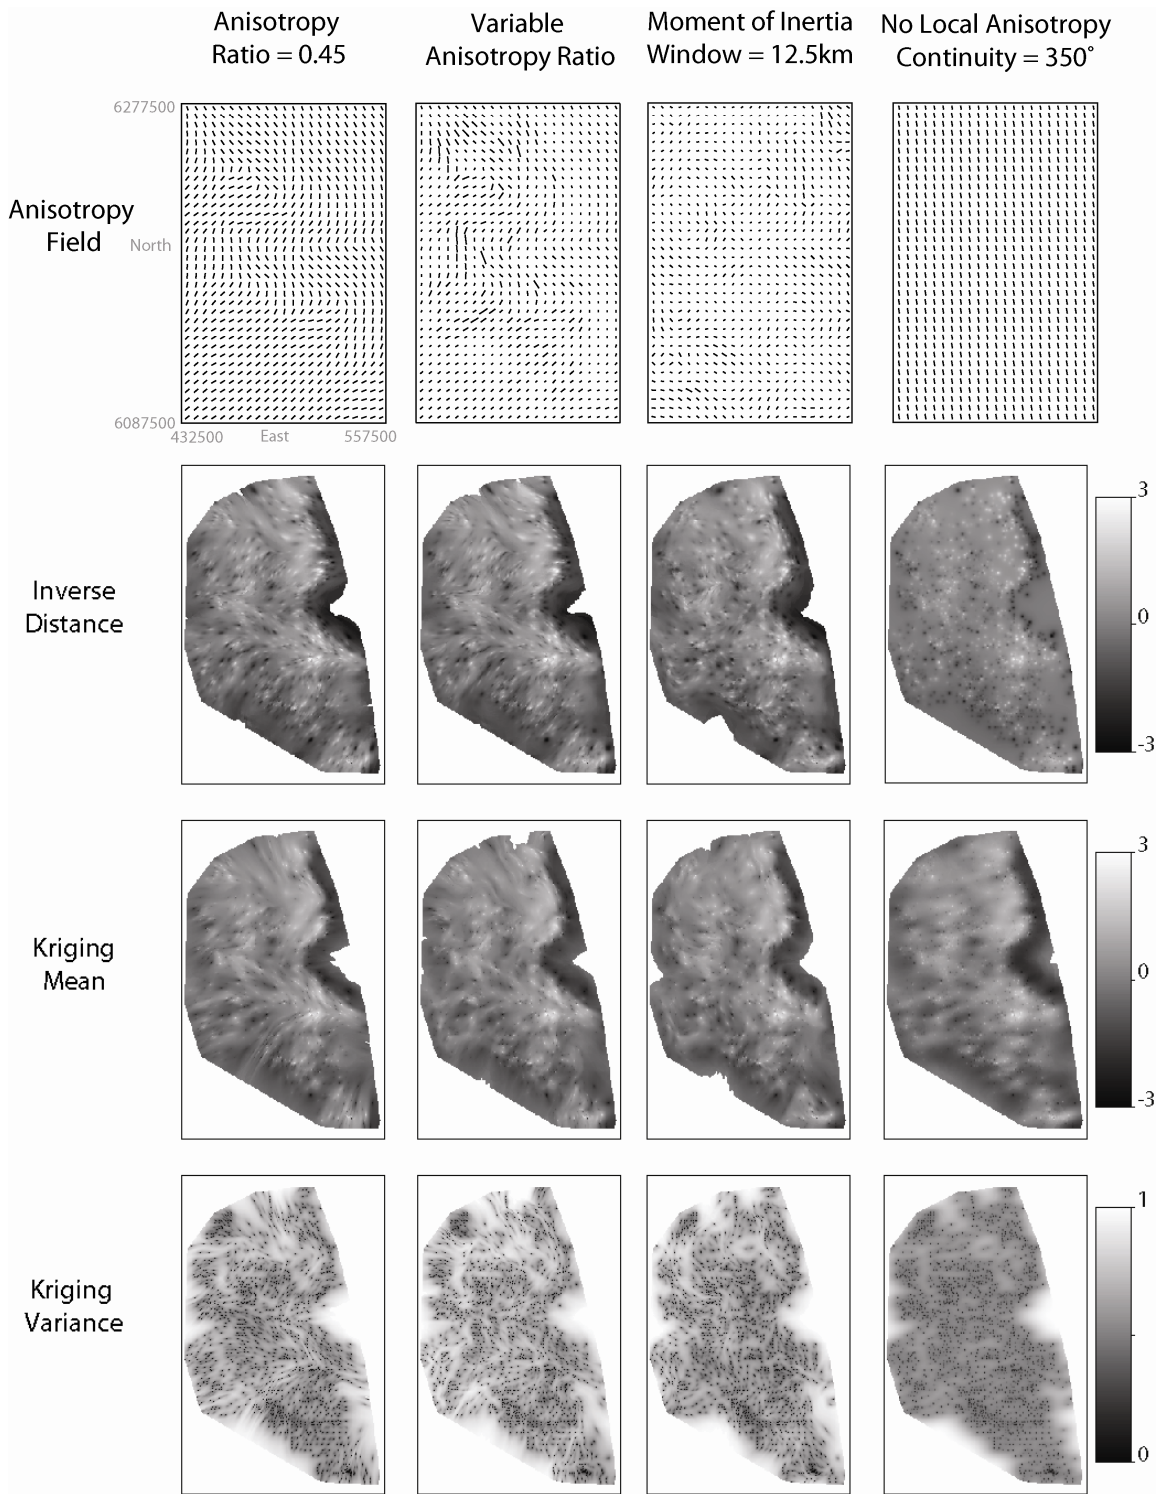 Anisotropy
Ratio = 0.45
Variable
Anisotropy Ratio
Moment of Inertia
Window = 12.5km
No Local Anisotropy
Continuity = 350°
6277500
Anisotropy
Field
North
6087500
432500
East
557500
Inverse
Distance
3
0
-3
Kriging
Mean
3
0
-3
Kriging
Variance
1
0